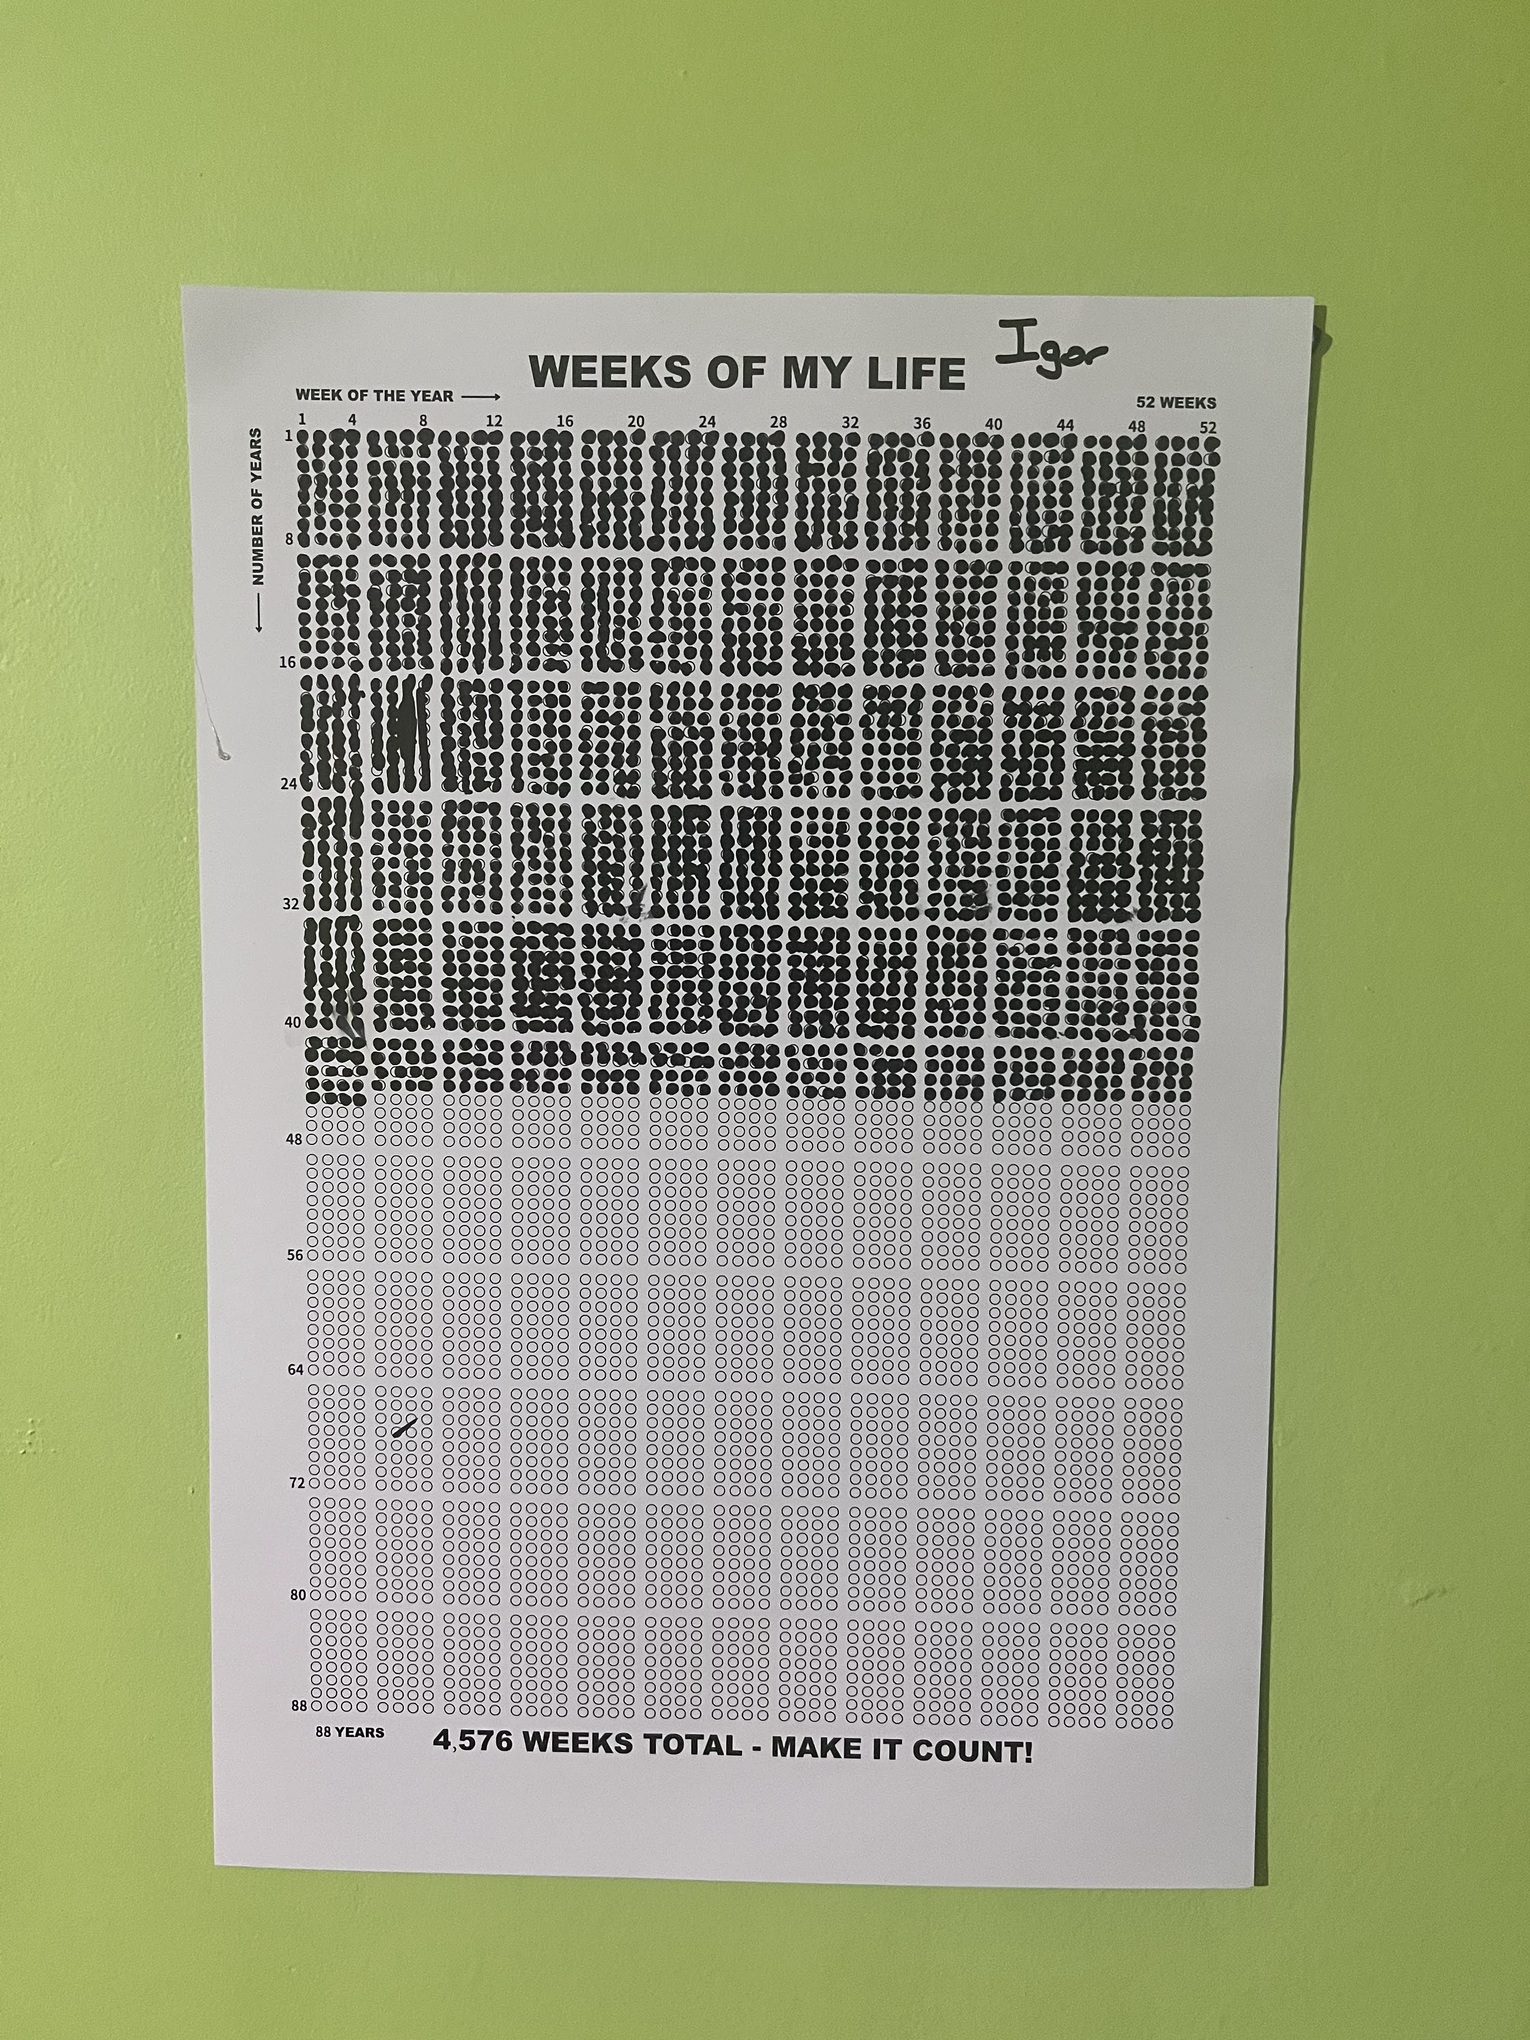 Igor
WEEKS OF MY LIFE
WEEK OF THE YEAR
52 WEEKS
1 4 8 12 16 20 24 28 32 36 40 44 48 52
NUMBER OF YEARS
1
8
16
24
32
40
48
56
64
72
80
88
88 YEARS
4,576 WEEKS TOTAL - MAKE IT COUNT!